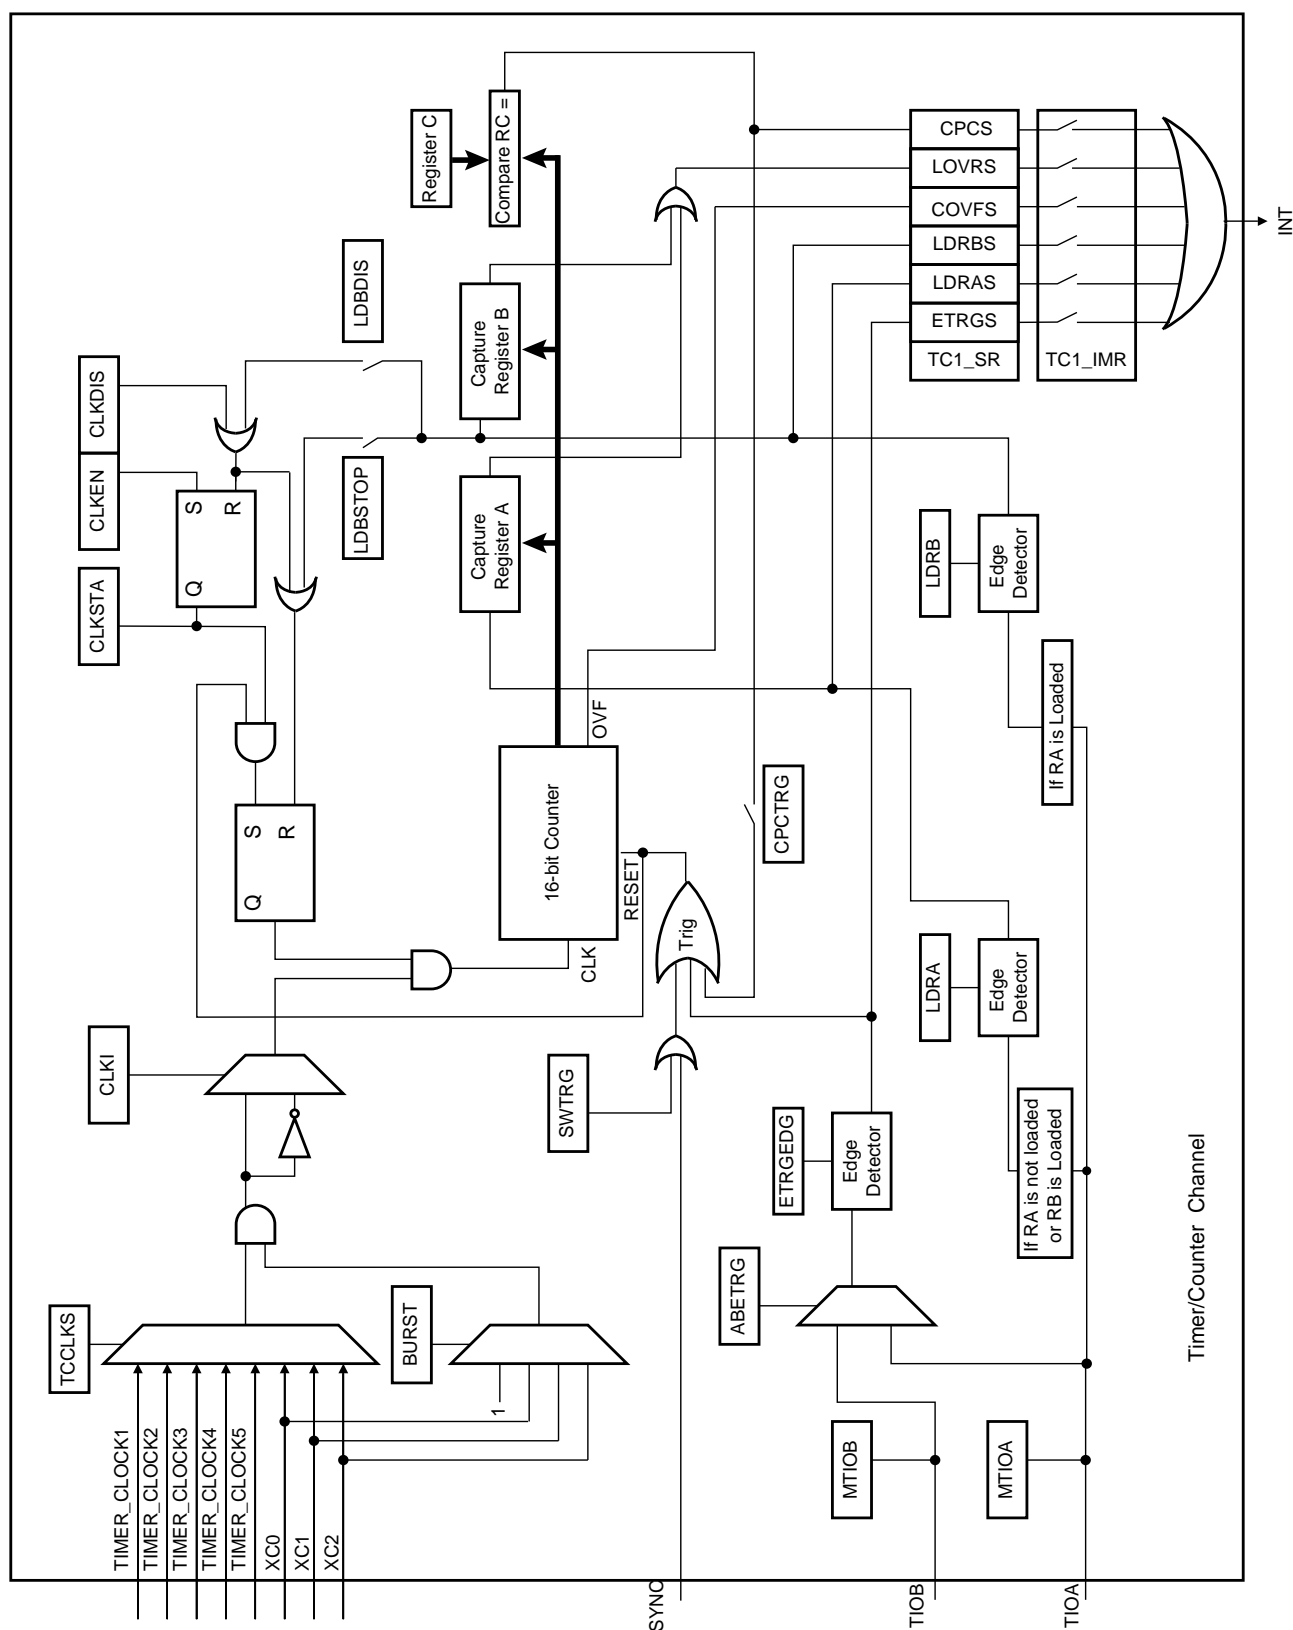 TCCLKS
TIMER_CLOCK1
TIMER_CLOCK2
TIMER_CLOCK3
TIMER_CLOCK4
TIMER_CLOCK5
XC0
XC1
XC2
BURST
1
CLKI
CLKSTA
CLKEN
CLKDIS
Q
S
R
Q
S
R
LDBSTOP
LDBDIS
Register C
Capture
Register A
Capture
Register B
Compare RC =
16-bit Counter
CLK
OVF
RESET
SWTRG
SYNC
Trig
CPCTRG
ABETRG
ETRGEDG
Edge
Detector
MTIOB
TIOB
MTIOA
TIOA
LDRA
Edge
Detector
If RA is not loaded
or RB is Loaded
LDRB
Edge
Detector
If RA is Loaded
CPCS
LOVRS
COVFS
LDRBS
LDRAS
ETRGS
TC1_SR
TC1_IMR
INT
Timer/Counter Channel